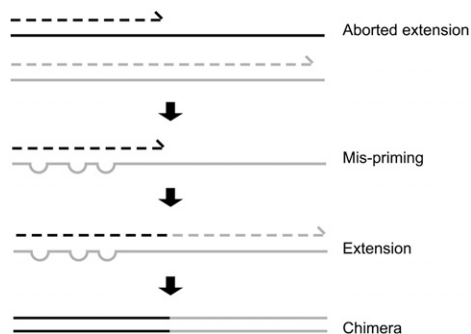 Aborted extension
Mis-priming
Extension
Chimera